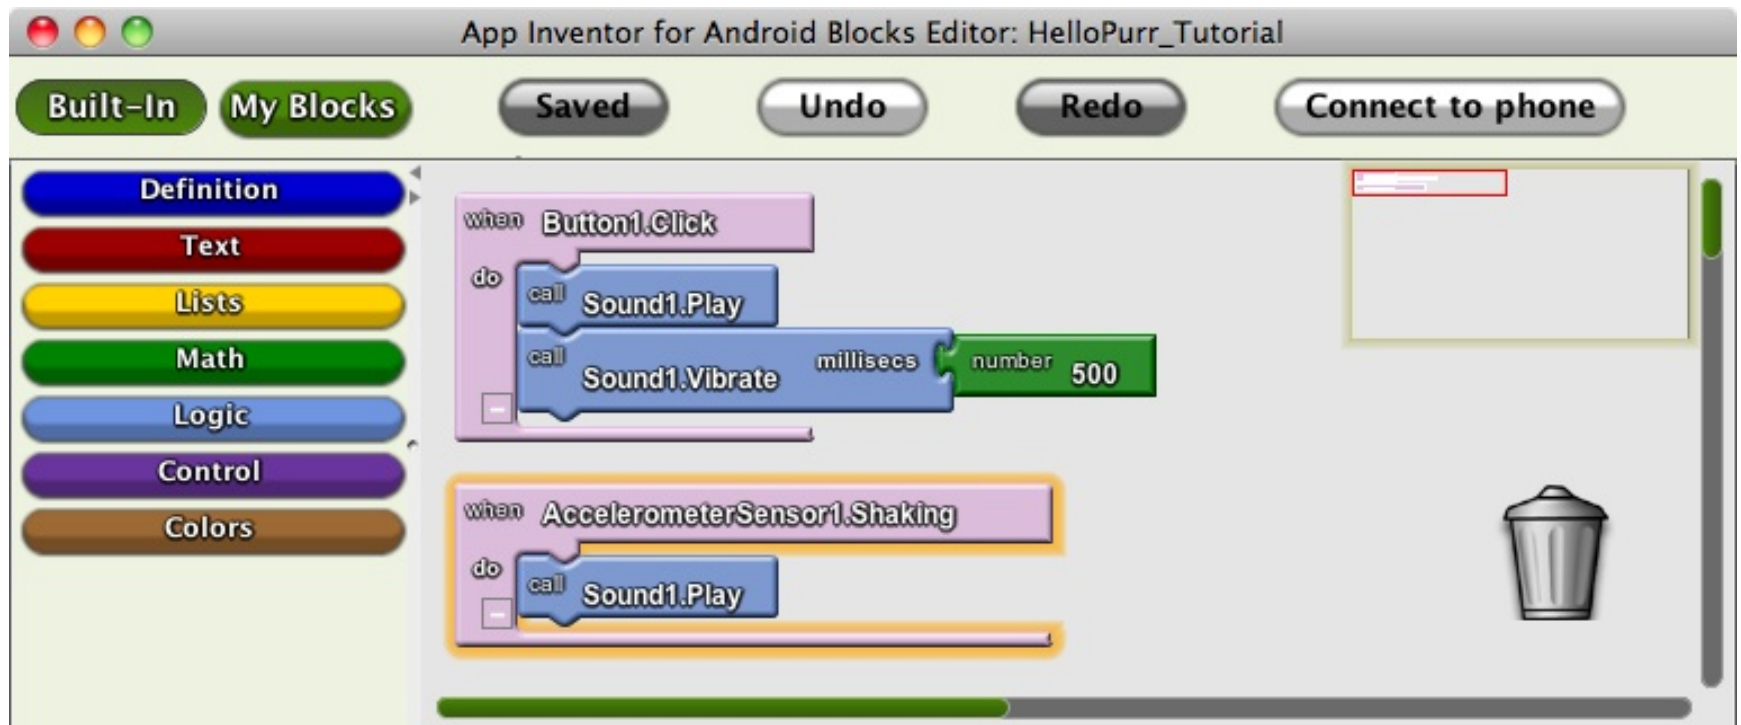 App Inventor for Android Blocks Editor: HelloPurr_Tutorial
Built-In My Blocks Saved Undo Redo Connect to phone
Definition
Text
Lists
Math
Logic
Control
Colors
when Button1.Click
do call Sound1.Play
call Sound1.Vibrate millisecs number 500
when AccelerometerSensor1.Shaking
do call Sound1.Play